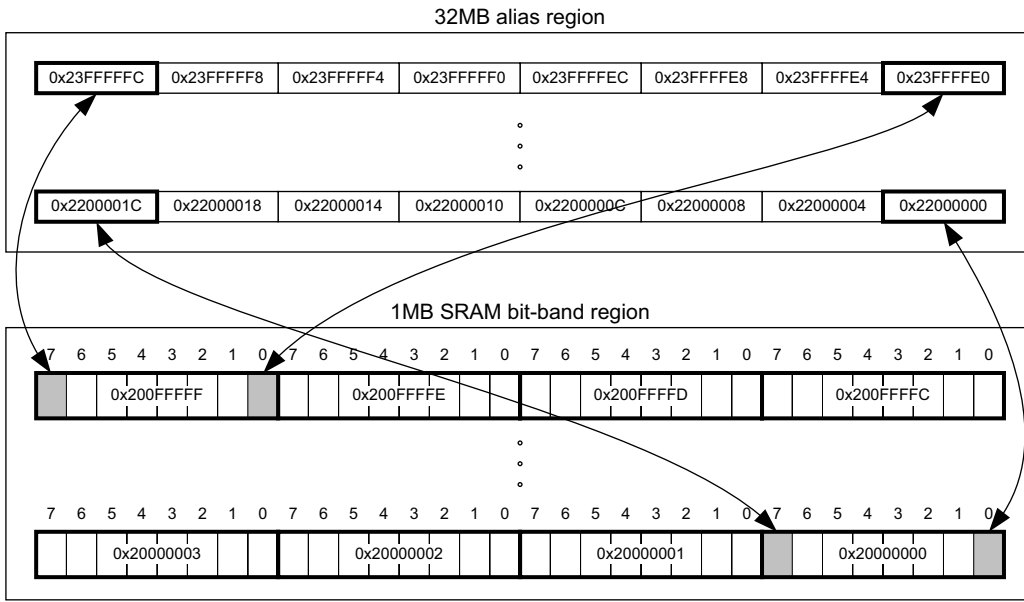 32MB alias region
0x23FFFFFC 0x23FFFFF8 0x23FFFFF4 0x23FFFFF0 0x23FFFFEC 0x23FFFFE8 0x23FFFFE4 0x23FFFFE0
0x2200001C 0x22000018 0x22000014 0x22000010 0x2200000C 0x22000008 0x22000004 0x22000000
1MB SRAM bit-band region
7 6 5 4 3 2 1 0 7 6 5 4 3 2 1 0 7 6 5 4 3 2 1 0 7 6 5 4 3 2 1 0
0x200FFFFF 0x200FFFFE 0x200FFFFD 0x200FFFFC
7 6 5 4 3 2 1 0 7 6 5 4 3 2 1 0 7 6 5 4 3 2 1 0 7 6 5 4 3 2 1 0
0x20000003 0x20000002 0x20000001 0x20000000